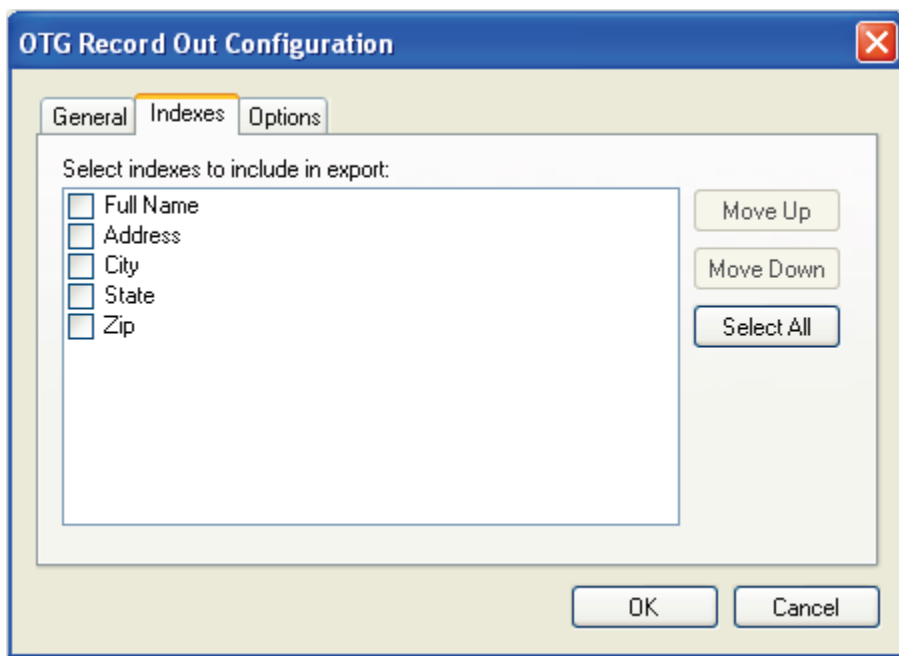 OTG Record Out Configuration
General Indexes Options
Select indexes to include in export:
Full Name
Address
City
State
Zip
Move Up
Move Down
Select All
OK Cancel